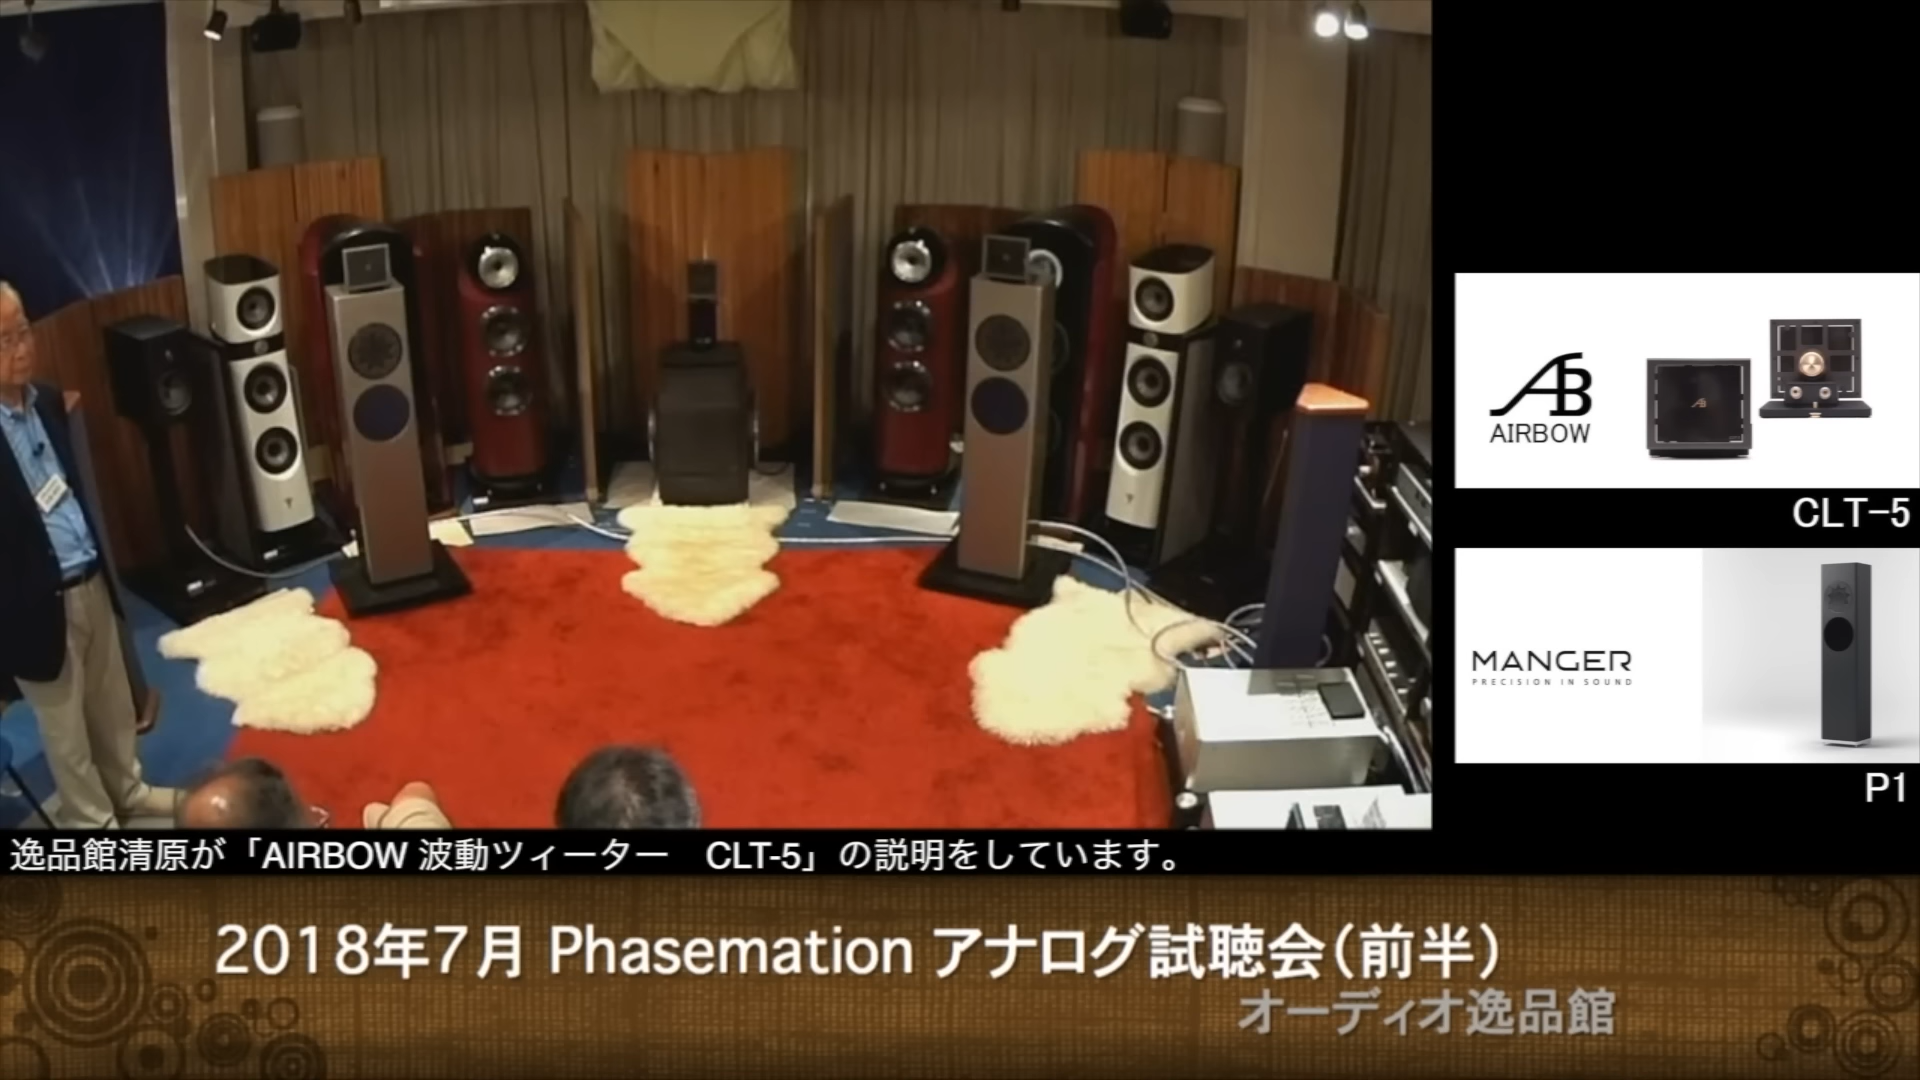 AB
AIRBOW
CLT-5
MANGER
PRECISION IN SOUND
P1
逸品館清原が「AIRBOW 波動ツィーター　CLT-5」の説明をしています。
2018年7月 Phasemation アナログ試聴会（前半）
オーディオ逸品館